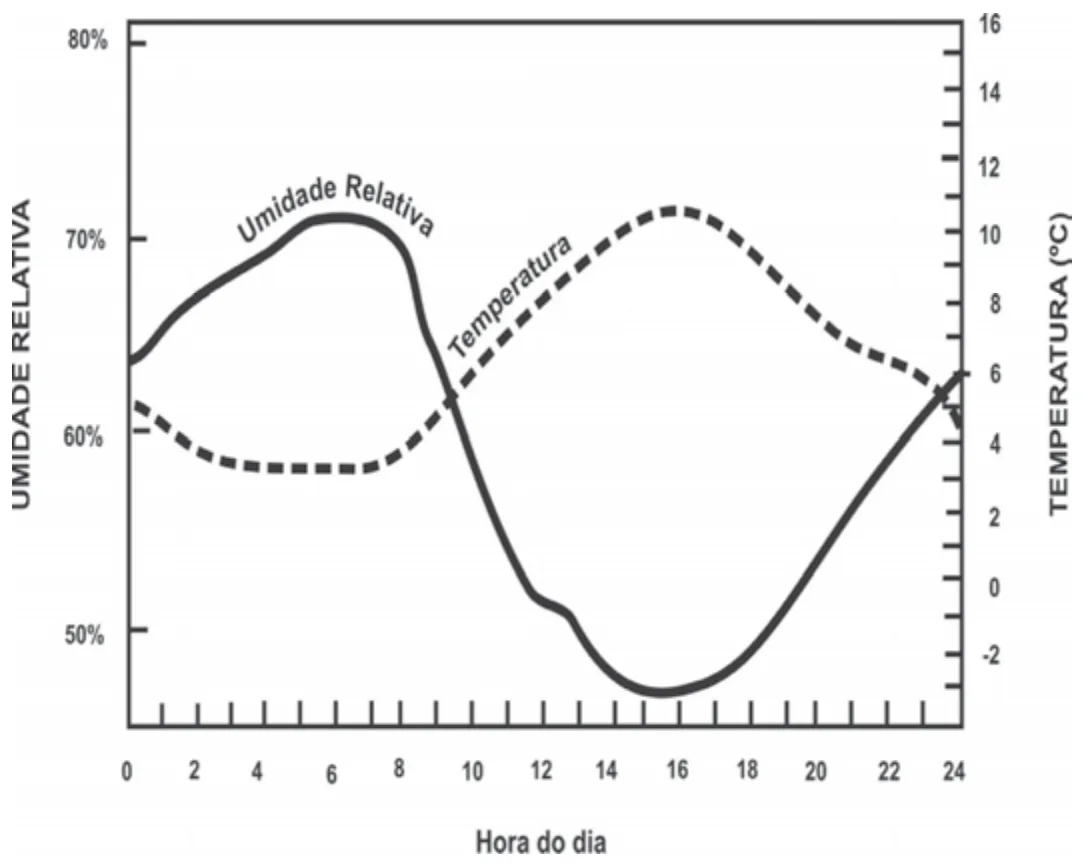 80%
70%
60%
50%
UMIDADE RELATIVA
Umidade Relativa
Temperatura
16
14
12
10
8
6
4
2
0
-2
TEMPERATURA (ºC)
0 2 4 6 8 10 12 14 16 18 20 22 24
Hora do dia